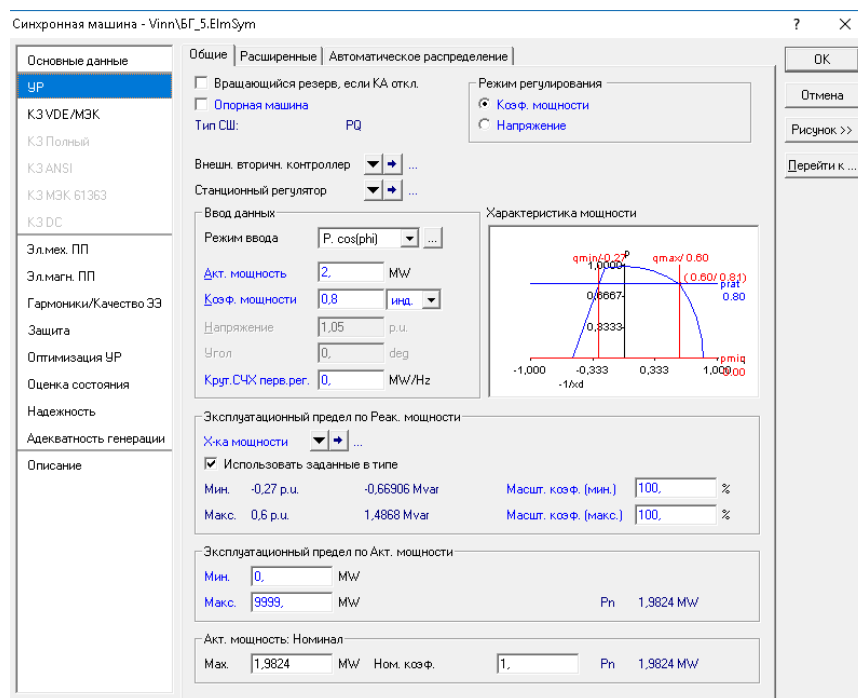 Синхронная машина - Vinn\БГ_5.ElmSym
?
Основные данные
УР
КЗ VDE/МЭК
КЗ Полный
КЗ ANSI
КЗ МЭК 61363
КЗ DC
Эл.мех. ПП
Эл.магн. ПП
Гармоники/Качество ЭЭ
Защита
Оптимизация УР
Оценка состояния
Надежность
Адекватность генерации
Описание
Общие
Расширенные
Автоматическое распределение
Вращающийся резерв, если КА откл.
Опорная машина
Тип СШ: PQ
Режим регулирования
Коэф. мощности
Напряжение
Внешн. вторичн. контроллер ...
Станционный регулятор ...
Ввод данных
Режим ввода P. cos(phi) ...
Акт. мощность 2, MW
Коэф. мощности 0,8 инд.
Напряжение 1,05 p.u.
Угол 0, deg
Крут.СЧХ перв.рег. 0, MW/Hz
Характеристика мощности
qmin/-0.27
P
qmax/ 0.60
1,0000
( 0.60/ 0.81)
prat
0.80
0,6667
0,3333
pmin
0.00
-1,000
-0,333
0,333
1,000
-1/xd
Эксплуатационный предел по Реак. мощности
Х-ка мощности ...
Использовать заданные в типе
Мин. -0,27 p.u. -0,66906 Mvar Масшт. коэф. (мин.) 100, %
Макс. 0,6 p.u. 1,4868 Mvar Масшт. коэф. (макс.) 100, %
Эксплуатационный предел по Акт. мощности
Мин. 0, MW
Макс. 9999, MW Pn 1,9824 MW
Акт. мощность: Номинал
Max. 1,9824 MW Ном. коэф. 1, Pn 1,9824 MW
OK
Отмена
Рисунок >>
Перейти к ...